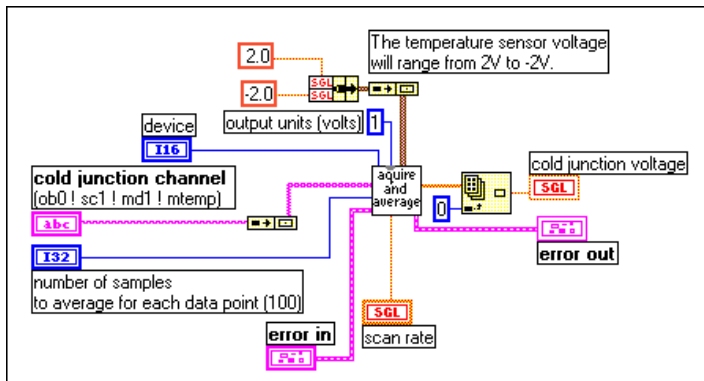 The temperature sensor voltage
will range from 2V to -2V.
2.0
SGL
-2.0
SGL
device
output units (volts)
1
I16
cold junction channel
(ob0 ! sc1 ! md1 ! mtemp)
aquire
and
average
cold junction voltage
SGL
abc
0
I32
error out
number of samples
to average for each data point (100)
SGL
error in
scan rate